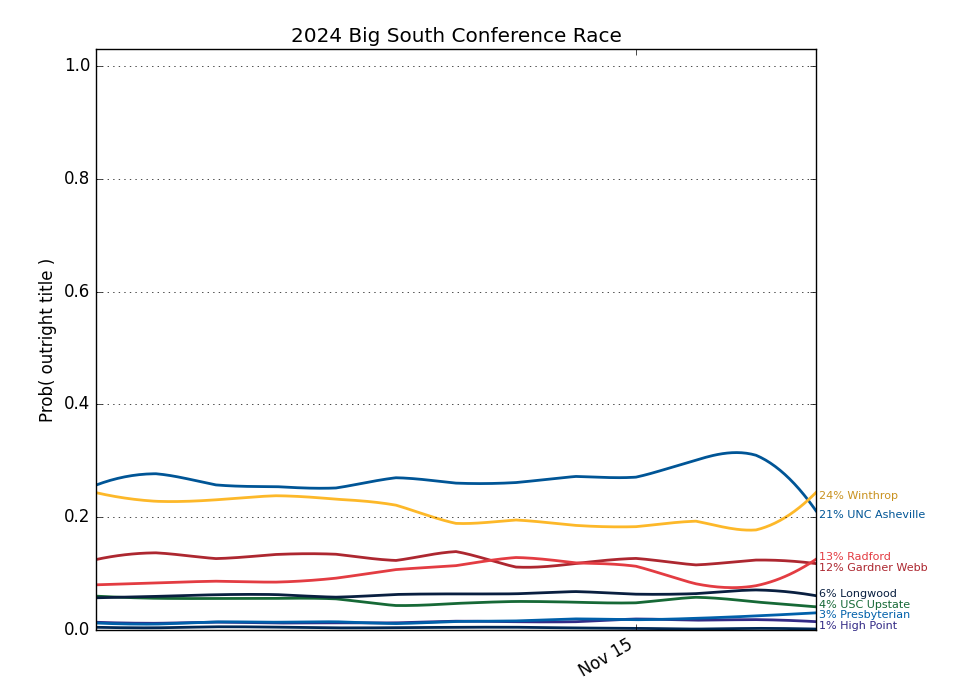 2024 Big South Conference Race
Prob( outright title )
1.0
0.8
0.6
0.4
0.2
0.0
24% Winthrop
21% UNC Asheville
13% Radford
12% Gardner Webb
6% Longwood
4% USC Upstate
3% Presbyterian
1% High Point
Nov 15